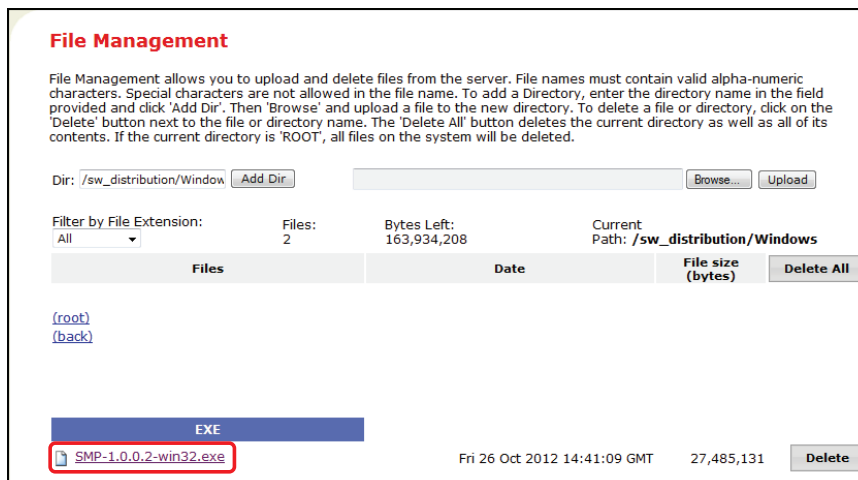 File Management
File Management allows you to upload and delete files from the server. File names must contain valid alpha-numeric
characters. Special characters are not allowed in the file name. To add a Directory, enter the directory name in the field
provided and click 'Add Dir'. Then 'Browse' and upload a file to the new directory. To delete a file or directory, click on the
'Delete' button next to the file or directory name. The 'Delete All' button deletes the current directory as well as all of its
contents. If the current directory is 'ROOT', all files on the system will be deleted.
Dir: /sw_distribution/Window Add Dir Browse... Upload
Filter by File Extension: Files: Bytes Left: Current
All 2 163,934,208 Path: /sw_distribution/Windows
Files Date File size (bytes) Delete All
(root)
(back)
EXE
SMP-1.0.0.2-win32.exe Fri 26 Oct 2012 14:41:09 GMT 27,485,131 Delete